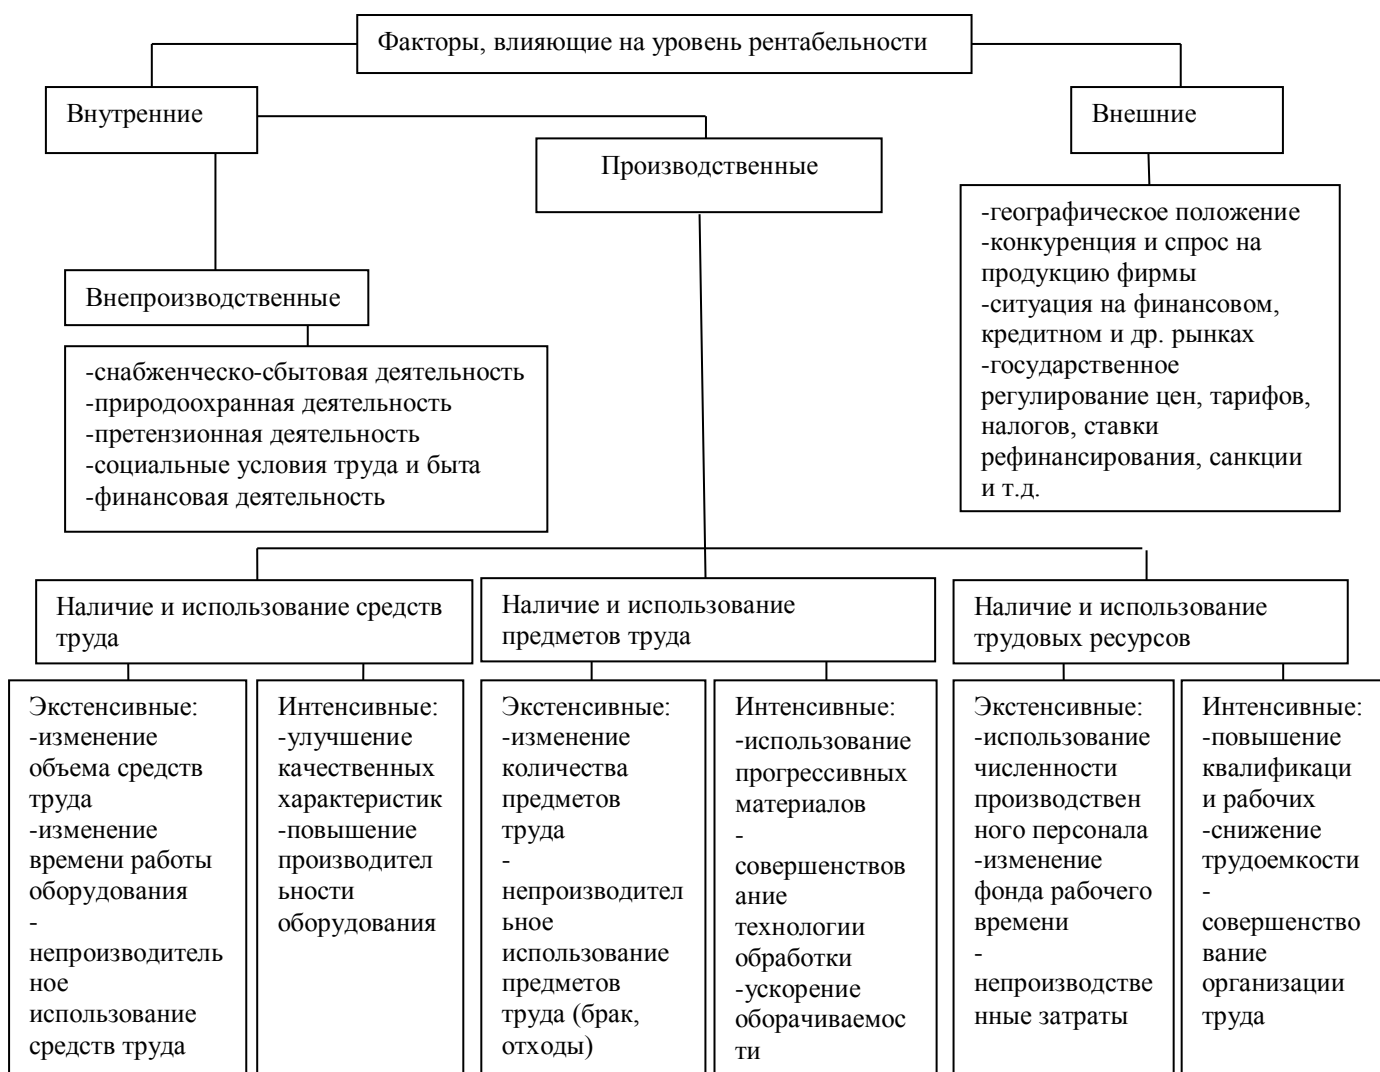 Факторы, влияющие на уровень рентабельности
Внутренние
Внешние
Производственные
-географическое положение
-конкуренция и спрос на
продукцию фирмы
-ситуация на финансовом,
кредитном и др. рынках
-государственное
регулирование цен, тарифов,
налогов, ставки
рефинансирования, санкции
и т.д.
Внепроизводственные
-снабженческо-сбытовая деятельность
-природоохранная деятельность
-претензионная деятельность
-социальные условия труда и быта
-финансовая деятельность
Наличие и использование средств
труда
Наличие и использование
предметов труда
Наличие и использование
трудовых ресурсов
Экстенсивные:
-изменение
объема средств
труда
-изменение
времени работы
оборудования
-
непроизводитель
ное
использование
средств труда
Интенсивные:
-улучшение
качественных
характеристик
-повышение
производител
ьности
оборудования
Экстенсивные:
-изменение
количества
предметов
труда
-
непроизводител
ьное
использование
предметов
труда (брак,
отходы)
Интенсивные:
-использование
прогрессивных
материалов
-
совершенствов
ание
технологии
обработки
-ускорение
оборачиваемос
ти
Экстенсивные:
-использование
численности
производствен
ного персонала
-изменение
фонда рабочего
времени
-
непроизводстве
нные затраты
Интенсивные:
-повышение
квалификаци
и рабочих
-снижение
трудоемкости
-
совершенство
вание
организации
труда